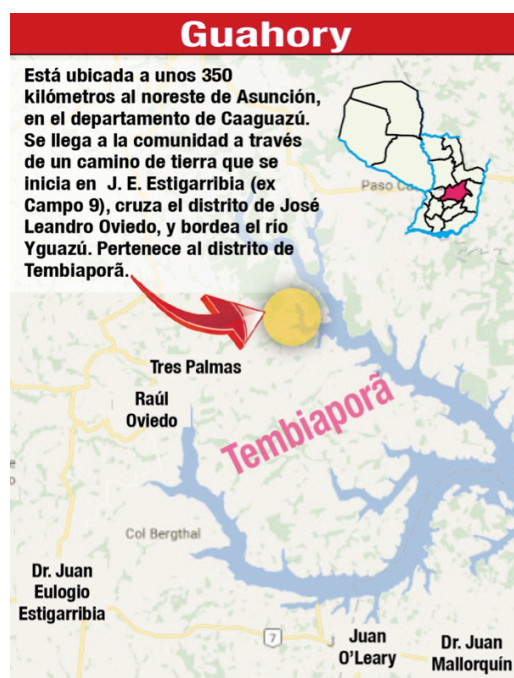 Guahory
Está ubicada a unos 350
kilómetros al noreste de Asunción,
en el departamento de Caaguazú.
Se llega a la comunidad a través
de un camino de tierra que se
inicia en J. E. Estigarribia (ex
Campo 9), cruza el distrito de José
Leandro Oviedo, y bordea el río
Yguazú. Pertenece al distrito de
Tembiaporã.
Paso
Tres Palmas
Raúl
Oviedo
Tembiaporã
Col Bergthal
Dr. Juan
Eulogio
Estigarribia
7
Juan
O’Leary
Dr. Juan
Mallorquín